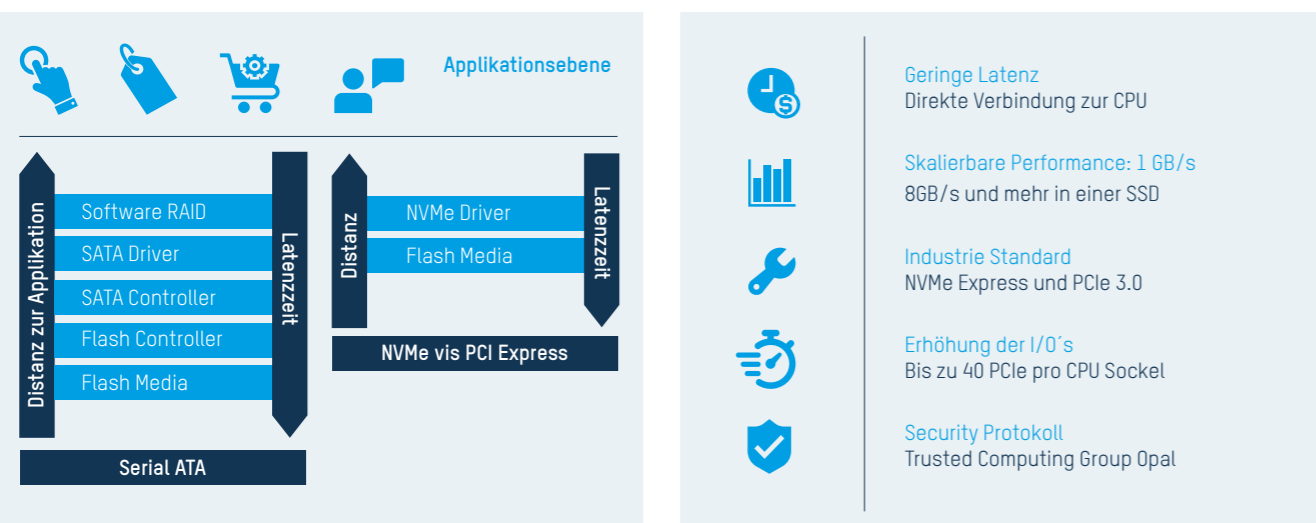 Applikationsebene
Distanz zur Applikation
Software RAID
SATA Driver
SATA Controller
Flash Controller
Flash Media
Latenzzeit
Serial ATA
Distanz
NVMe Driver
Flash Media
Latenzzeit
NVMe vis PCI Express
$
Geringe Latenz
Direkte Verbindung zur CPU
Skalierbare Performance: 1 GB/s
8GB/s und mehr in einer SSD
Industrie Standard
NVMe Express und PCIe 3.0
Erhöhung der I/O´s
Bis zu 40 PCIe pro CPU Sockel
Security Protokoll
Trusted Computing Group Opal